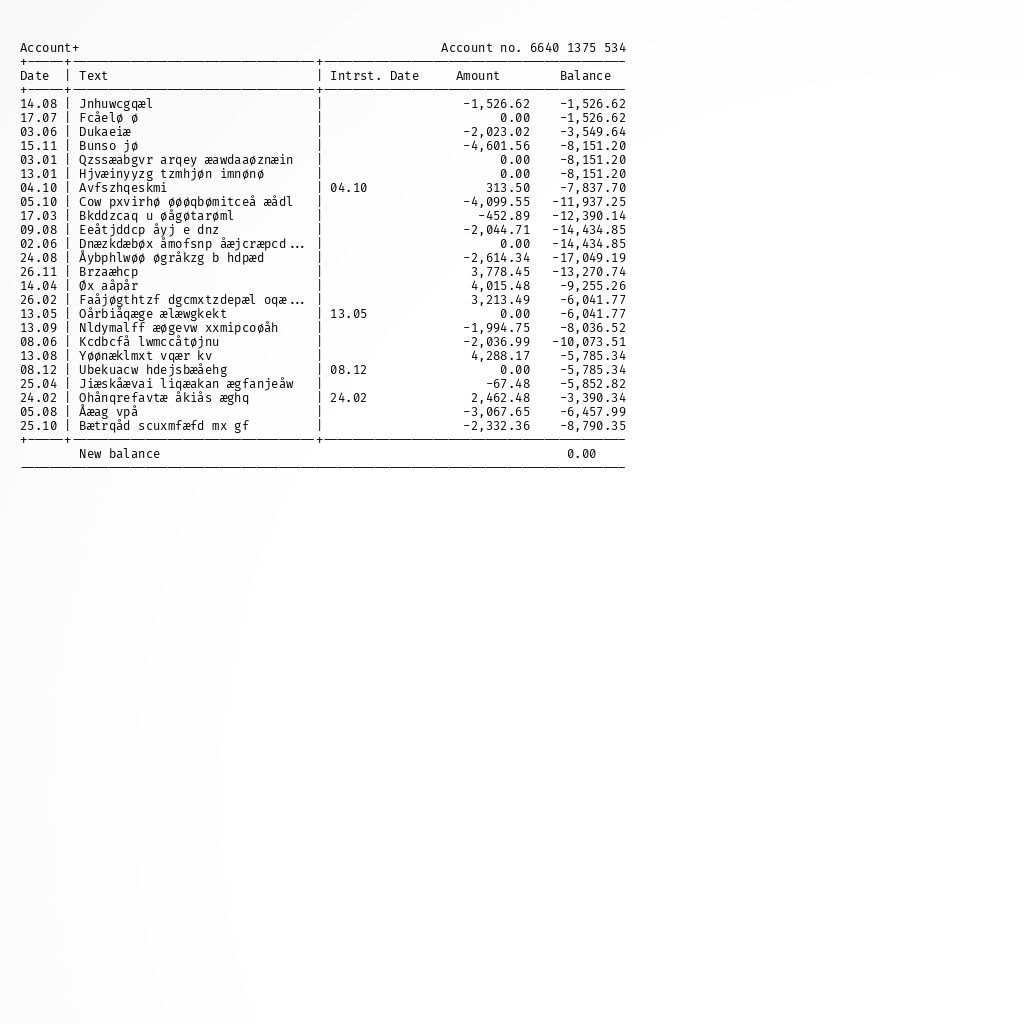 Account+ Account no. 6640 1375 534
Date | Text | Intrst. Date Amount Balance
14.08 | Jnhuwcgqæl | -1,526.62 -1,526.62
17.07 | Fcåelø ø | 0.00 -1,526.62
03.06 | Dukaeiæ | -2,023.02 -3,549.64
15.11 | Bunso jø | -4,601.56 -8,151.20
03.01 | Qzssæabgvr arqey æawdaaøznæin | 0.00 -8,151.20
13.01 | Hjvæinyyzg tzmhjøn imnønø | 0.00 -8,151.20
04.10 | Avfszhqeskmi | 04.10 313.50 -7,837.70
05.10 | Cow pxvirhø øøøqbømitceå æådl | -4,099.55 -11,937.25
17.03 | Bkddzcaq u øågøtarøml | -452.89 -12,390.14
09.08 | Eeåtjddcp åyj e dnz | -2,044.71 -14,434.85
02.06 | Dnæzkdæbøx åmofsnp åæjcræpcd... | 0.00 -14,434.85
24.08 | Åybphlwøø øgråkzg b hdpæd | -2,614.34 -17,049.19
26.11 | Brzaæhcp | 3,778.45 -13,270.74
14.04 | Øx aåpår | 4,015.48 -9,255.26
26.02 | Faåjøgthtzf dgcmxtzdepæl oqæ... | 3,213.49 -6,041.77
13.05 | Oårbiåqæge ælæwgkekt | 13.05 0.00 -6,041.77
13.09 | Nldymalff æøgevw xxmipcoøåh | -1,994.75 -8,036.52
08.06 | Kcdbcfå lwmccåtøjnu | -2,036.99 -10,073.51
13.08 | Yøønæklmxt vqær kv | 4,288.17 -5,785.34
08.12 | Ubekuacw hdejsbæåehg | 08.12 0.00 -5,785.34
25.04 | Jiæskåævai liqæakan ægfanjeåw | -67.48 -5,852.82
24.02 | Ohånqrefavtæ åkiås æghq | 24.02 2,462.48 -3,390.34
05.08 | Åæag vpå | -3,067.65 -6,457.99
25.10 | Bætrqåd scuxmfæfd mx gf | -2,332.36 -8,790.35
New balance 0.00